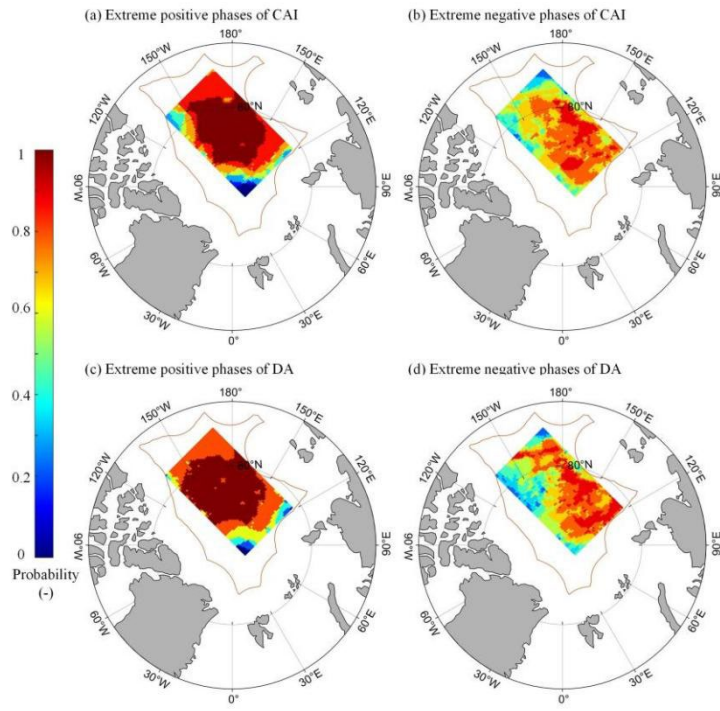 (a) Extreme positive phases of CAI
(b) Extreme negative phases of CAI
180°
180°
150°W
150°E
150°W
150°E
120°W
120°E
120°W
120°E
80°N
80°N
90°W
90°E
90°W
90°E
60°W
60°E
60°W
60°E
30°W
30°E
30°W
30°E
0°
0°
1
0.8
0.6
0.4
0.2
0
Probability
(-)
(c) Extreme positive phases of DA
(d) Extreme negative phases of DA
180°
180°
150°W
150°E
150°W
150°E
120°W
120°E
120°W
120°E
80°N
80°N
90°W
90°E
90°W
90°E
60°W
60°E
60°W
60°E
30°W
30°E
30°W
30°E
0°
0°